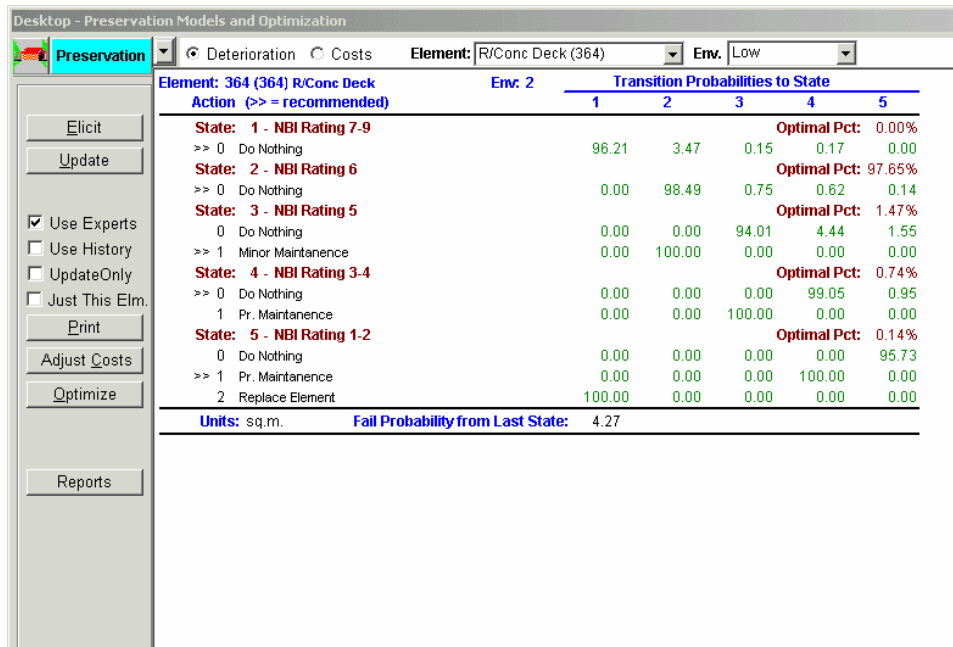 Desktop - Preservation Models and Optimization
Preservation Deterioration Costs Element: R/Conc Deck (364) Env. Low
Elicit
Update
Use Experts
Use History
UpdateOnly
Just This Elm.
Print
Adjust Costs
Optimize
Reports
Element: 364 (364) R/Conc Deck Env: 2 Transition Probabilities to State
Action (>> = recommended) 1 2 3 4 5
State: 1 - NBI Rating 7-9 Optimal Pct: 0.00%
>> 0 Do Nothing 96.21 3.47 0.15 0.17 0.00
State: 2 - NBI Rating 6 Optimal Pct: 97.65%
>> 0 Do Nothing 0.00 98.49 0.75 0.62 0.14
State: 3 - NBI Rating 5 Optimal Pct: 1.47%
0 Do Nothing 0.00 0.00 94.01 4.44 1.55
>> 1 Minor Maintanence 0.00 100.00 0.00 0.00 0.00
State: 4 - NBI Rating 3-4 Optimal Pct: 0.74%
>> 0 Do Nothing 0.00 0.00 0.00 99.05 0.95
1 Pr. Maintanence 0.00 0.00 100.00 0.00 0.00
State: 5 - NBI Rating 1-2 Optimal Pct: 0.14%
0 Do Nothing 0.00 0.00 0.00 0.00 95.73
>> 1 Pr. Maintanence 0.00 0.00 0.00 100.00 0.00
2 Replace Element 100.00 0.00 0.00 0.00 0.00
Units: sq.m. Fail Probability from Last State: 4.27